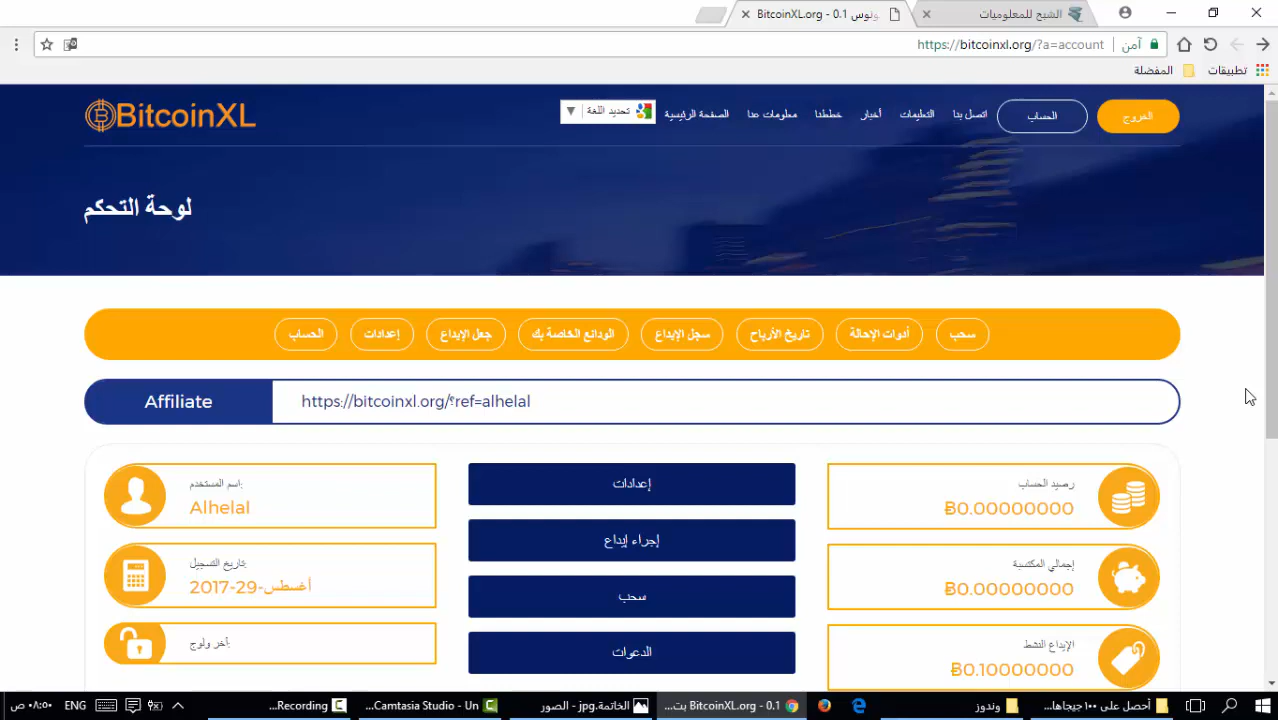 الشيخ للمعلوميات
BitcoinXL.org - 0.1 بونوس
https://bitcoinxl.org/?a=account
آمن
تطبيقات
المفضلة
BitcoinXL
تحديد اللغة
الصفحة الرئيسية
معلومات عنا
خططنا
أخبار
التعليمات
اتصل بنا
الحساب
الخروج
لوحة التحكم
الحساب
إعدادات
جعل الإيداع
الودائع الخاصة بك
سجل الإيداع
تاريخ الأرباح
أدوات الإحالة
سحب
Affiliate
https://bitcoinxl.org/?ref=alhelal
اسم المستخدم:
Alhelal
تاريخ التسجيل:
أغسطس-29-2017
آخر ولوج:
إعدادات
إجراء إيداع
سحب
الدعوات
رصيد الحساب
Ƀ0.00000000
إجمالي المكتسبة
Ƀ0.00000000
الإيداع النشط
Ƀ0.10000000
٠٨:٥٠ ص
ENG
Recording...
Camtasia Studio - Un...
الخاتمة.jpg - الصور
BitcoinXL.org - 0.1 بت...
وندوز
أحصل على ١٠٠ جيجاها...